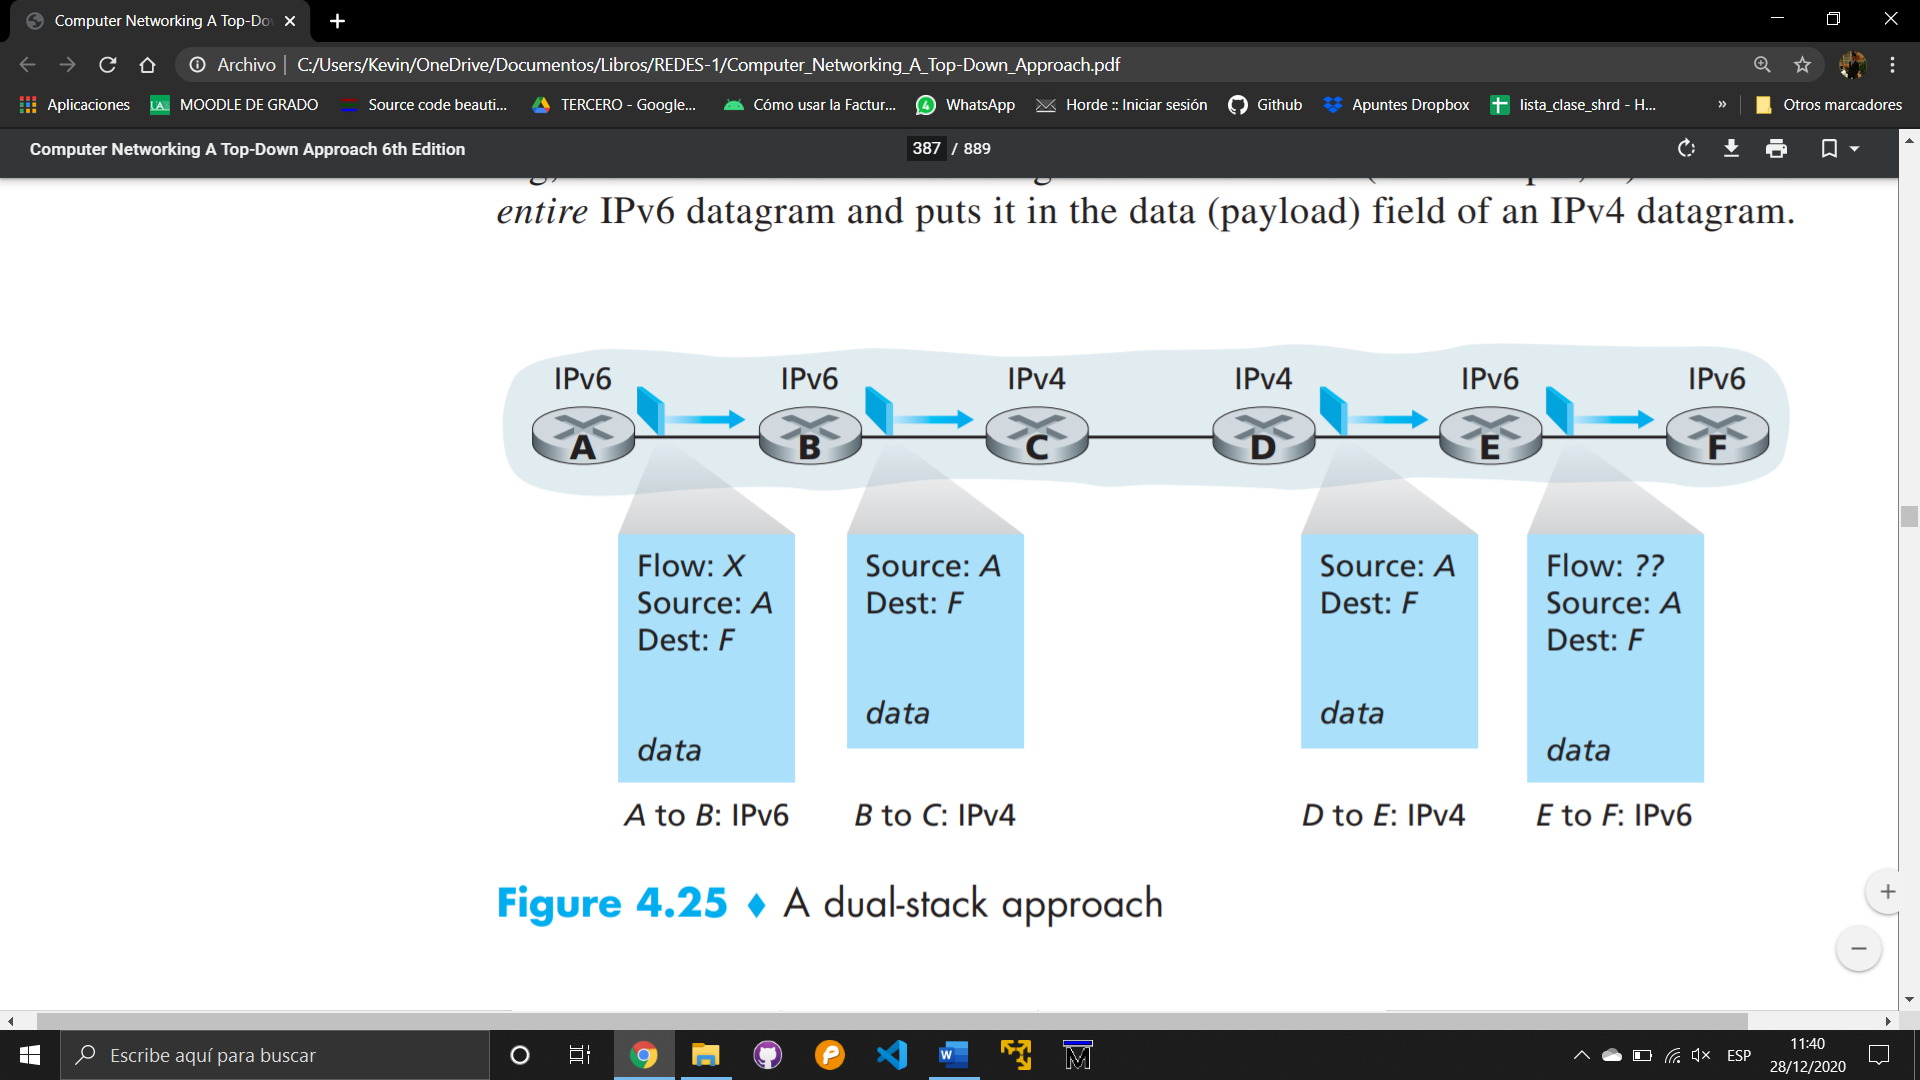 Computer Networking A Top-Do
Archivo | C:/Users/Kevin/OneDrive/Documentos/Libros/REDES-1/Computer_Networking_A_Top-Down_Approach.pdf
Aplicaciones MOODLE DE GRADO Source code beauti... TERCERO - Google... Cómo usar la Factur... WhatsApp Horde :: Iniciar sesión Github Apuntes Dropbox lista_clase_shrd - H... » Otros marcadores
Computer Networking A Top-Down Approach 6th Edition 387 / 889
entire IPv6 datagram and puts it in the data (payload) field of an IPv4 datagram.
IPv6 IPv6 IPv4 IPv4 IPv6 IPv6
A B C D E F
Flow: X
Source: A
Dest: F
data
A to B: IPv6
Source: A
Dest: F
data
B to C: IPv4
Source: A
Dest: F
data
D to E: IPv4
Flow: ??
Source: A
Dest: F
data
E to F: IPv6
Figure 4.25 ♦ A dual-stack approach
Escribe aquí para buscar
ESP
11:40
28/12/2020